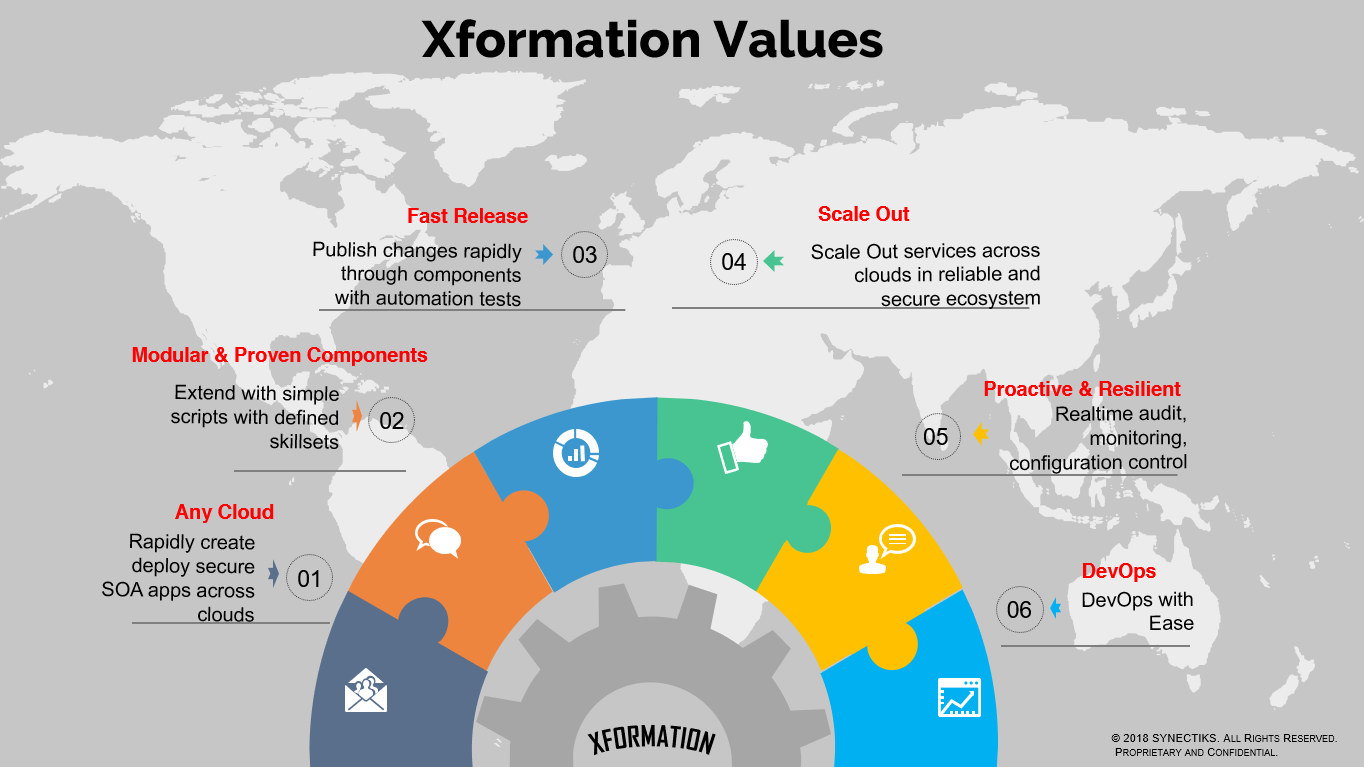 Xformation Values
Fast Release
Publish changes rapidly
through components
with automation tests
03
Scale Out
04
Scale Out services across
clouds in reliable and
secure ecosystem
Modular & Proven Components
Extend with simple
scripts with defined
skillsets
02
Proactive & Resilient
05
Realtime audit,
monitoring,
configuration control
Any Cloud
Rapidly create
deploy secure
SOA apps across
clouds
01
DevOps
06
DevOps with
Ease
XFORMATION
© 2018 SYNECTIKS. ALL RIGHTS RESERVED.
PROPRIETARY AND CONFIDENTIAL.